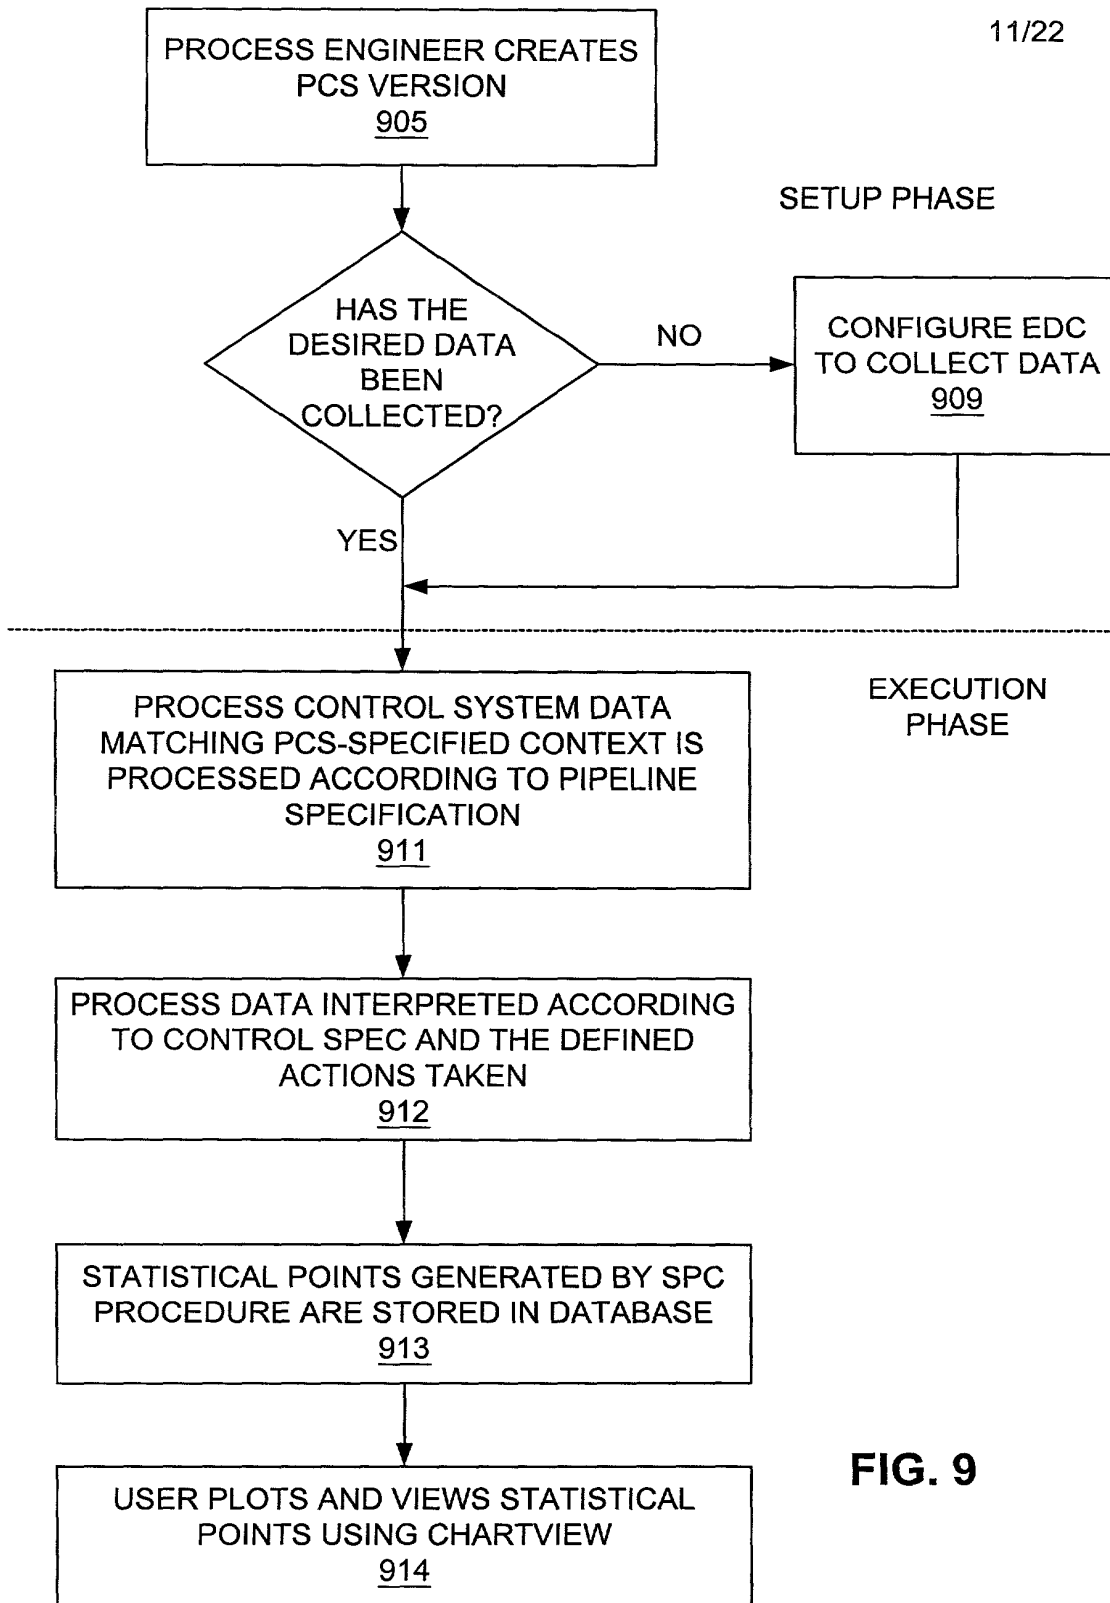 11/22
PROCESS ENGINEER CREATES
PCS VERSION
905
SETUP PHASE
HAS THE
DESIRED DATA
BEEN
COLLECTED?
NO
CONFIGURE EDC
TO COLLECT DATA
909
YES
EXECUTION
PHASE
PROCESS CONTROL SYSTEM DATA
MATCHING PCS-SPECIFIED CONTEXT IS
PROCESSED ACCORDING TO PIPELINE
SPECIFICATION
911
PROCESS DATA INTERPRETED ACCORDING
TO CONTROL SPEC AND THE DEFINED
ACTIONS TAKEN
912
STATISTICAL POINTS GENERATED BY SPC
PROCEDURE ARE STORED IN DATABASE
913
USER PLOTS AND VIEWS STATISTICAL
POINTS USING CHARTVIEW
914
FIG. 9